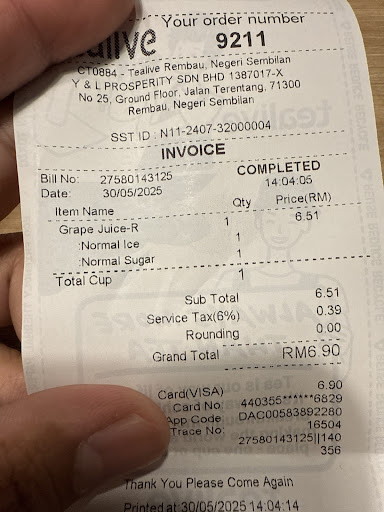 tealive
Your order number
9211
CT0884 - Tealive Rembau, Negeri Sembilan
Y & L PROSPERITY SDN BHD 1387017-X
No 25, Ground Floor, Jalan Terentang, 71300
Rembau, Negeri Sembilan
SST ID : N11-2407-32000004
INVOICE
COMPLETED
Bill No: 27580143125
Date: 30/05/2025 14:04:05
Item Name Qty Price(RM)
Grape Juice-R 1 6.51
:Normal Ice 1
:Normal Sugar 1
Total Cup 1
Sub Total 6.51
Service Tax(6%) 0.39
Rounding 0.00
Grand Total RM6.90
Card(VISA) 6.90
Card No: 440355******6829
App Code: DAC00583892280
Trace No: 16504
27580143125||140
356
Thank You Please Come Again
Printed at:30/05/2025 14:04:14